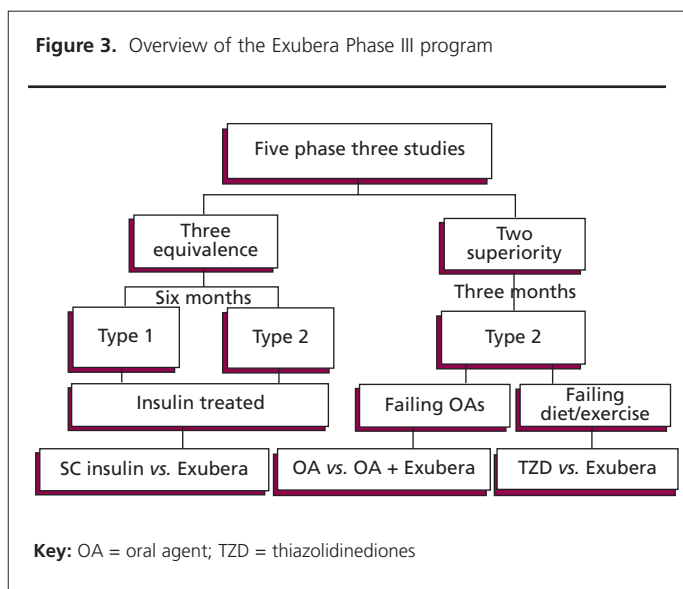 Figure 3. Overview of the Exubera Phase III program
Five phase three studies
Three
equivalence
Two
superiority
Six months
Three months
Type 1
Type 2
Type 2
Insulin treated
Failing OAs
Failing
diet/exercise
SC insulin vs. Exubera
OA vs. OA + Exubera
TZD vs. Exubera
Key: OA = oral agent; TZD = thiazolidinediones